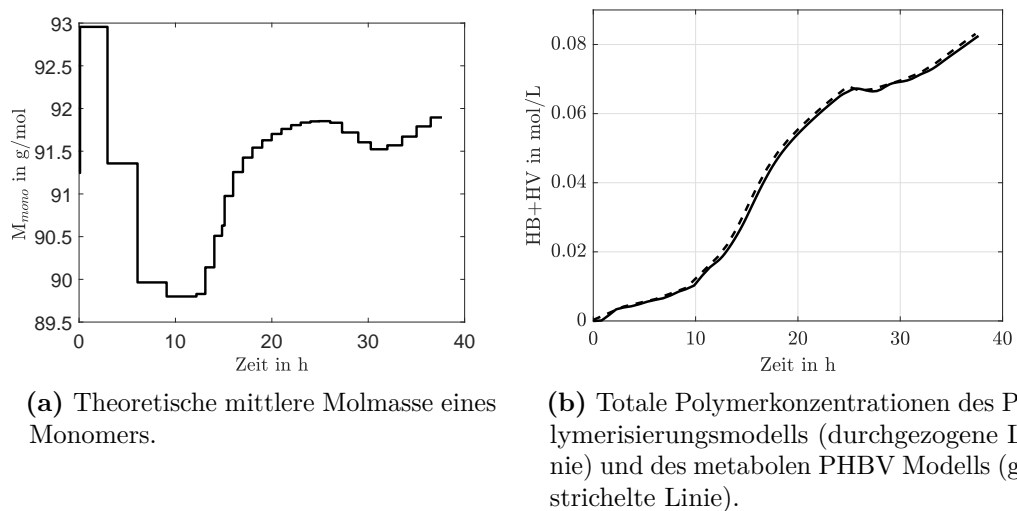 93
92.5
92
91.5
91
90.5
90
89.5
0
10
20
30
40
M_mono in g/mol
Zeit in h
0.08
0.06
0.04
0.02
0
0
10
20
30
40
HB+HV in mol/L
Zeit in h
(a) Theoretische mittlere Molmasse eines
Monomers.
(b) Totale Polymerkonzentrationen des P
lymerisierungsmodells (durchgezogene L
nie) und des metabolen PHBV Modells (g
strichelte Linie).